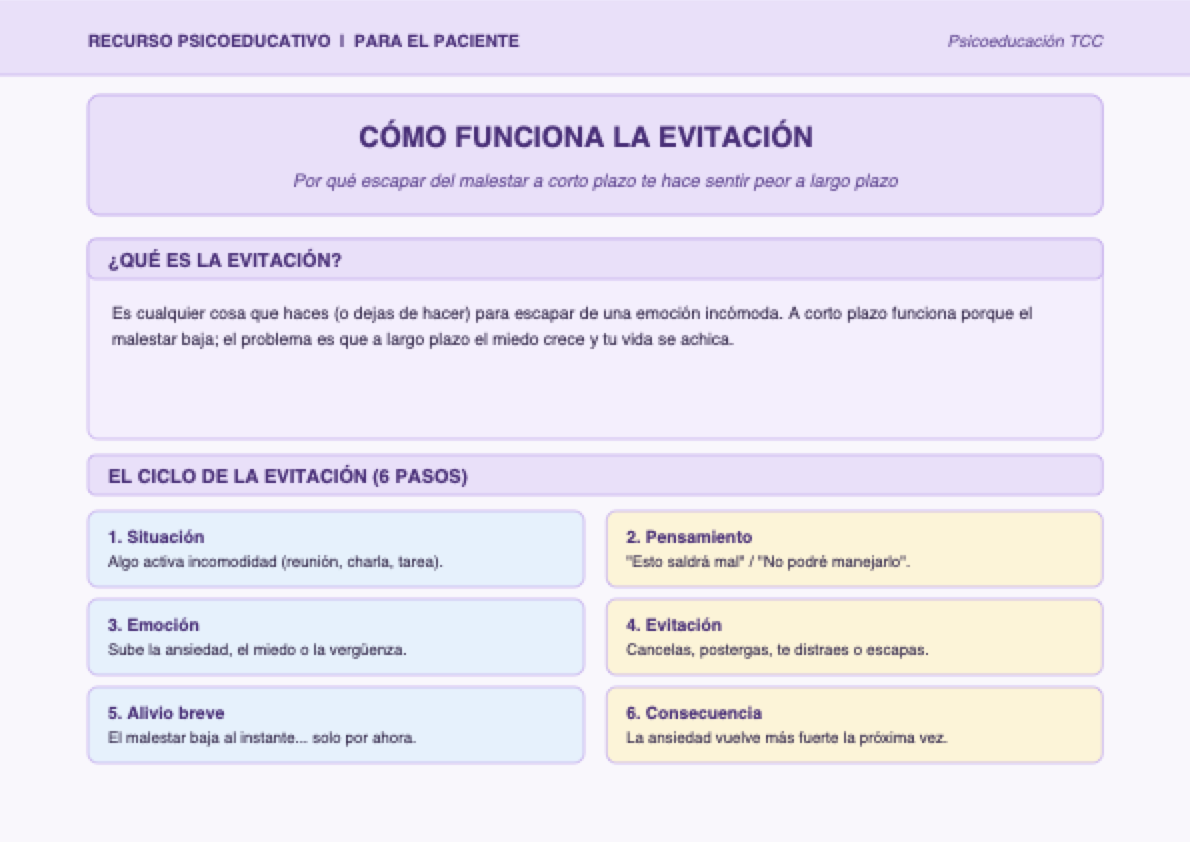 RECURSO PSICOEDUCATIVO | PARA EL PACIENTE
Psicoeducación TCC
CÓMO FUNCIONA LA EVITACIÓN
Por qué escapar del malestar a corto plazo te hace sentir peor a largo plazo
¿QUÉ ES LA EVITACIÓN?
Es cualquier cosa que haces (o dejas de hacer) para escapar de una emoción incómoda. A corto plazo funciona porque el
malestar baja; el problema es que a largo plazo el miedo crece y tu vida se achica.
EL CICLO DE LA EVITACIÓN (6 PASOS)
1. Situación
Algo activa incomodidad (reunión, charla, tarea).
2. Pensamiento
"Esto saldrá mal" / "No podré manejarlo".
3. Emoción
Sube la ansiedad, el miedo o la vergüenza.
4. Evitación
Cancelas, postergas, te distraes o escapas.
5. Alivio breve
El malestar baja al instante... solo por ahora.
6. Consecuencia
La ansiedad vuelve más fuerte la próxima vez.